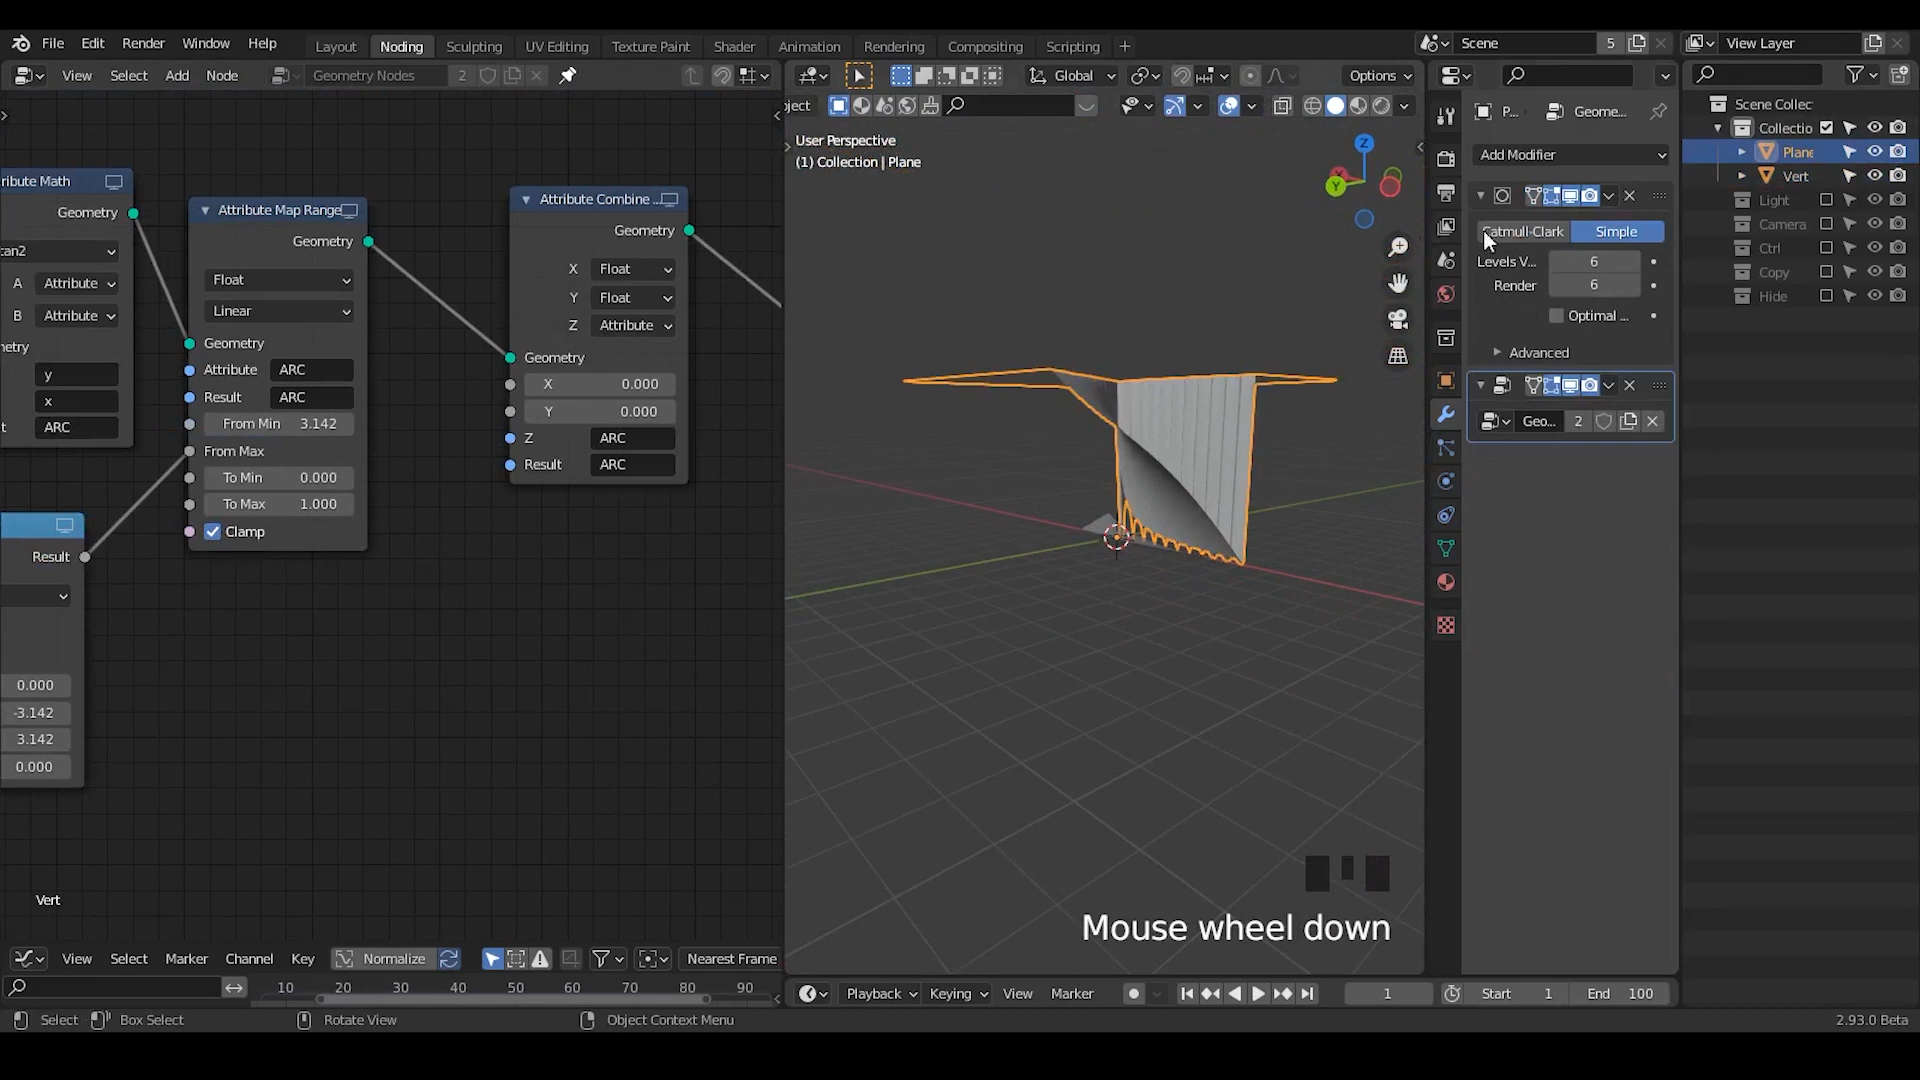 File Edit Render Window Help Layout Noding Sculpting UV Editing Texture Paint Shader Animation Rendering Compositing Scripting + Scene 5 View Layer
View Select Add Node Geometry Nodes 2 Global Options
ject
User Perspective
(1) Collection | Plane
Z
Y
ribute Math
Geometry
tan2
A Attribute
B Attribute
metry
y
x
t ARC
Attribute Map Range
Geometry
Float
Linear
Geometry
Attribute ARC
Result ARC
From Min 3.142
From Max
To Min 0.000
To Max 1.000
Clamp
Attribute Combine ...
Geometry
X Float
Y Float
Z Attribute
Geometry
X 0.000
Y 0.000
Z ARC
Result ARC
Result
0.000
-3.142
3.142
0.000
Vert
Mouse wheel down
P... Geome...
Add Modifier
Catmull-Clark Simple
Levels V... 6
Render 6
Optimal ...
Advanced
Geo... 2
Scene Collec
Collectio
Plane
Vert
Light
Camera
Ctrl
Copy
Hide
View Select Marker Channel Key Normalize Nearest Frame
10 20 30 40 50 60 70 80 90
Playback Keying View Marker 1 Start 1 End 100
Select Box Select Rotate View Object Context Menu 2.93.0 Beta